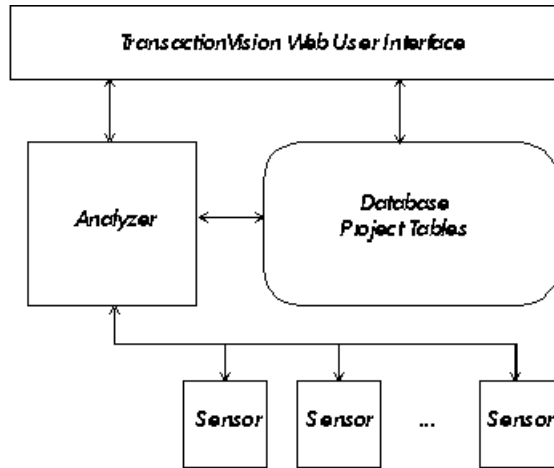 TransactionVision Web User Interface
Analyzer
Database
Project Tables
Sensor
Sensor
...
Sensor